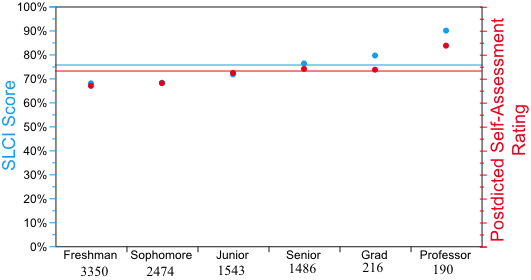 100%
90%
80%
70%
60%
50%
40%
30%
20%
10%
0%
SLCI Score
Postdicted Self-Assessment
Rating
Freshman Sophomore Junior Senior Grad Professor
3350 2474 1543 1486 216 190